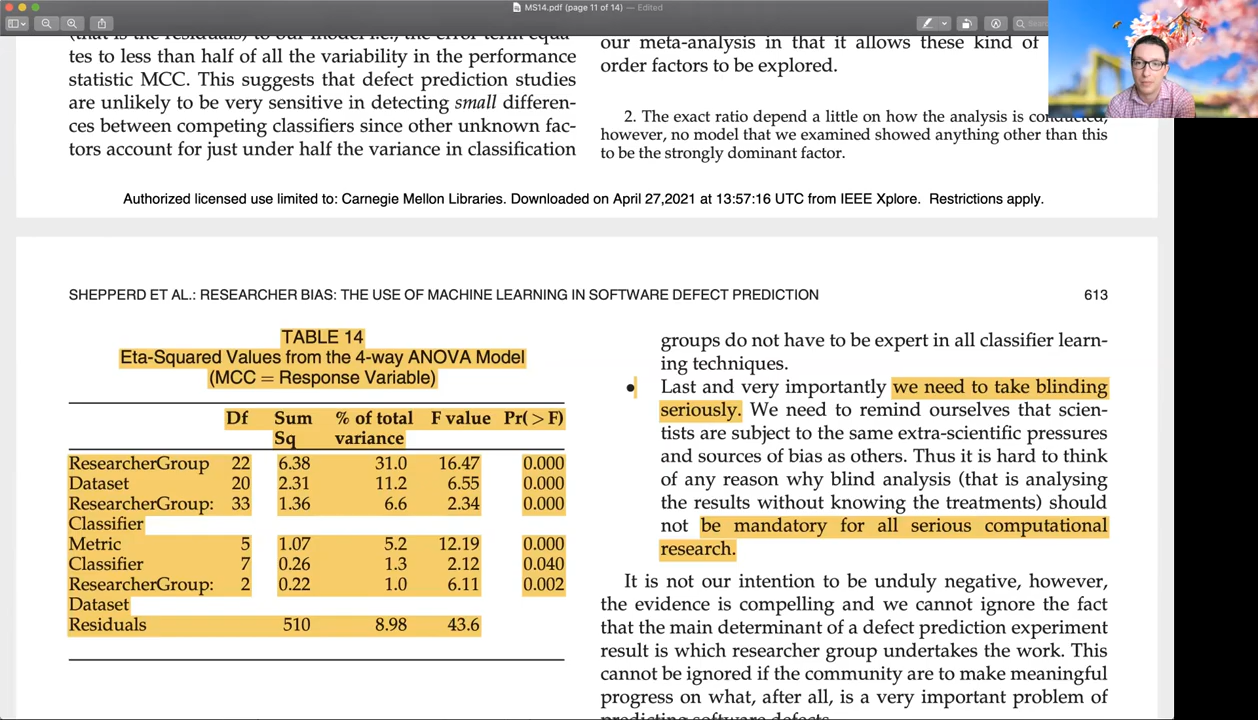 MS14.pdf (page 11 of 14) — Edited
(that is the residuals) to our model i.e., the error term equa-
tes to less than half of all the variability in the performance
statistic MCC. This suggests that defect prediction studies
are unlikely to be very sensitive in detecting small differen-
ces between competing classifiers since other unknown fac-
tors account for just under half the variance in classification
our meta-analysis in that it allows these kind of
order factors to be explored.
2. The exact ratio depend a little on how the analysis is conducted,
however, no model that we examined showed anything other than this
to be the strongly dominant factor.
Authorized licensed use limited to: Carnegie Mellon Libraries. Downloaded on April 27,2021 at 13:57:16 UTC from IEEE Xplore. Restrictions apply.
SHEPPERD ET AL.: RESEARCHER BIAS: THE USE OF MACHINE LEARNING IN SOFTWARE DEFECT PREDICTION 613
TABLE 14
Eta-Squared Values from the 4-way ANOVA Model
(MCC = Response Variable)
Df Sum % of total F value Pr( > F)
Sq variance
ResearcherGroup 22 6.38 31.0 16.47 0.000
Dataset 20 2.31 11.2 6.55 0.000
ResearcherGroup: 33 1.36 6.6 2.34 0.000
Classifier
Metric 5 1.07 5.2 12.19 0.000
Classifier 7 0.26 1.3 2.12 0.040
ResearcherGroup: 2 0.22 1.0 6.11 0.002
Dataset
Residuals 510 8.98 43.6
groups do not have to be expert in all classifier learn-
ing techniques.
● Last and very importantly we need to take blinding
seriously. We need to remind ourselves that scien-
tists are subject to the same extra-scientific pressures
and sources of bias as others. Thus it is hard to think
of any reason why blind analysis (that is analysing
the results without knowing the treatments) should
not be mandatory for all serious computational
research.
It is not our intention to be unduly negative, however,
the evidence is compelling and we cannot ignore the fact
that the main determinant of a defect prediction experiment
result is which researcher group undertakes the work. This
cannot be ignored if the community are to make meaningful
progress on what, after all, is a very important problem of
predicting software defects.